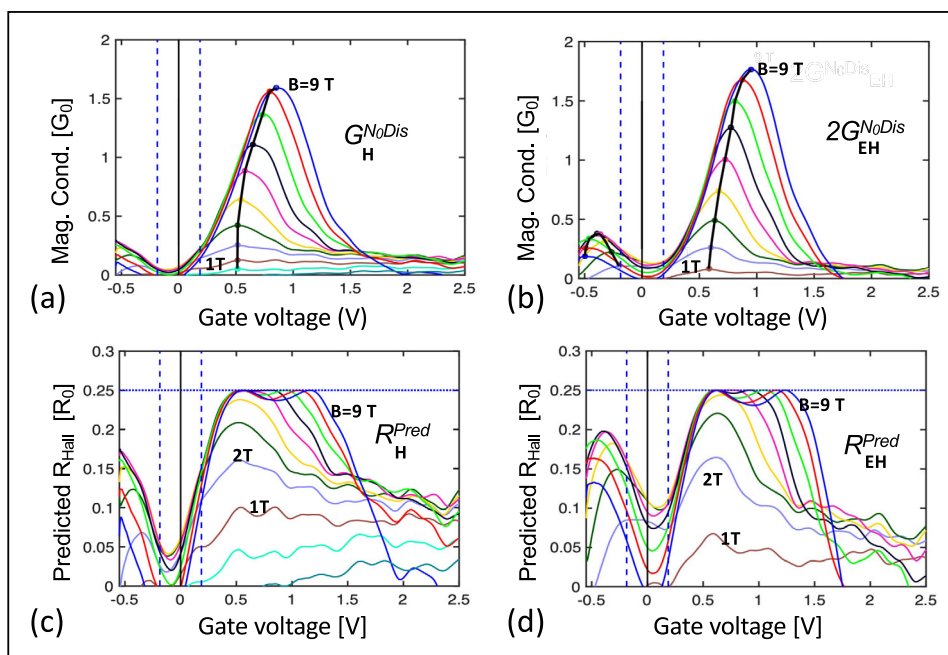 2
1.5
1
0.5
0
Mag. Cond. [G0]
B=9 T
G_H^{N0Dis}
1T
-0.5 0 0.5 1 1.5 2 2.5
Gate voltage (V)
(a)
2
1.5
1
0.5
0
Mag. Cond. [G0]
B=9 T
2G_EH^{N0Dis}
2G_EH^{N0Dis}
1T
-0.5 0 0.5 1 1.5 2 2.5
Gate voltage (V)
(b)
0.3
0.25
0.2
0.15
0.1
0.05
0
Predicted R_Hall [R0]
B=9 T
R_H^{Pred}
2T
1T
-0.5 0 0.5 1 1.5 2 2.5
Gate voltage [V]
(c)
0.3
0.25
0.2
0.15
0.1
0.05
0
Predicted R_Hall [R0]
B=9 T
R_EH^{Pred}
2T
1T
-0.5 0 0.5 1 1.5 2 2.5
Gate voltage [V]
(d)